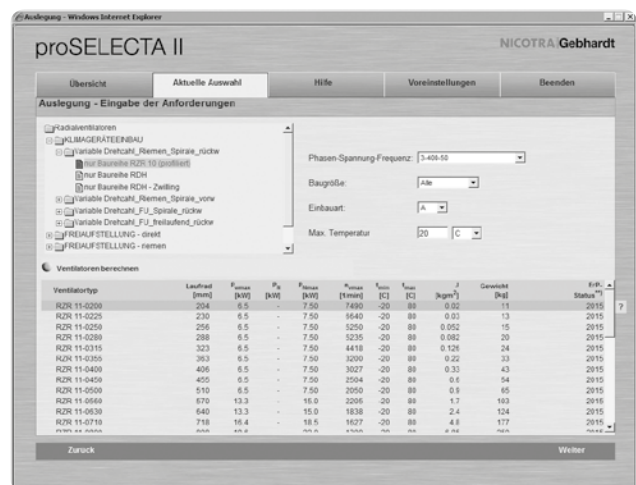 Auslegung - Windows Internet Explorer
proSELECTA II
NICOTRA Gebhardt
Übersicht Aktuelle Auswahl Hilfe Voreinstellungen Beenden
Auslegung - Eingabe der Anforderungen
Radialventilatoren
KLIMAGERÄTEEINBAU
Variable Drehzahl_Riemen_Spirale_rückw
nur Baureihe RZR 10 (profiliert)
nur Baureihe RDH
nur Baureihe RDH - Zwilling
Variable Drehzahl_Riemen_Spirale_vorw
Variable Drehzahl_FU_Spirale_rückw
Variable Drehzahl_FU_freilaufend_rückw
FREIAUFSTELLUNG - direkt
FREIAUFSTELLUNG - riemen
Phasen-Spannung-Frequenz: 3-400-50
Baugröße: Alle
Einbauart: A
Max. Temperatur 20 C
Ventilatoren berechnen
Ventilatortyp Laufrad [mm] Pwmax [kW] PN [kW] PNmax [kW] nmax [1/min] tmin [C] tmax [C] J [kgm²] Gewicht [kg] ErP-Status**)
RZR 11-0200 204 6.5 - 7.50 7490 -20 80 0.02 11 2015
RZR 11-0225 230 6.5 - 7.50 6640 -20 80 0.03 13 2015
RZR 11-0250 256 6.5 - 7.50 5250 -20 80 0.052 15 2015
RZR 11-0280 288 6.5 - 7.50 5235 -20 80 0.082 20 2015
RZR 11-0315 323 6.5 - 7.50 4418 -20 80 0.126 24 2015
RZR 11-0355 363 6.5 - 7.50 3200 -20 80 0.22 33 2015
RZR 11-0400 406 6.5 - 7.50 3027 -20 80 0.33 43 2015
RZR 11-0450 455 6.5 - 7.50 2504 -20 80 0.6 54 2015
RZR 11-0500 510 6.5 - 7.50 2050 -20 80 0.9 65 2015
RZR 11-0560 570 13.3 - 15.0 2206 -20 80 1.7 103 2015
RZR 11-0630 640 13.3 - 15.0 1838 -20 80 2.4 124 2015
RZR 11-0710 718 16.4 - 18.5 1627 -20 80 4.8 177 2015
?
Zurück Weiter